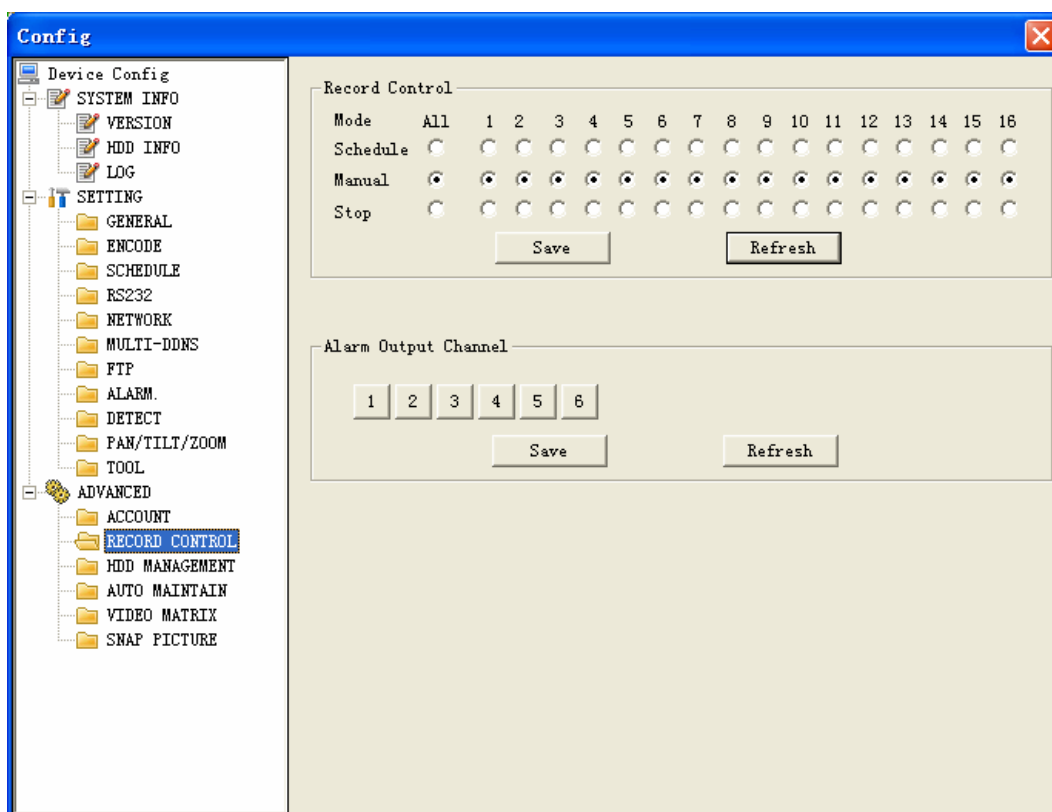 Config
Device Config
SYSTEM INFO
VERSION
HDD INFO
LOG
SETTING
GENERAL
ENCODE
SCHEDULE
RS232
NETWORK
MULTI-DDNS
FTP
ALARM.
DETECT
PAN/TILT/ZOOM
TOOL
ADVANCED
ACCOUNT
RECORD CONTROL
HDD MANAGEMENT
AUTO MAINTAIN
VIDEO MATRIX
SNAP PICTURE
Record Control
Mode All 1 2 3 4 5 6 7 8 9 10 11 12 13 14 15 16
Schedule
Manual
Stop
Save Refresh
Alarm Output Channel
1 2 3 4 5 6
Save Refresh